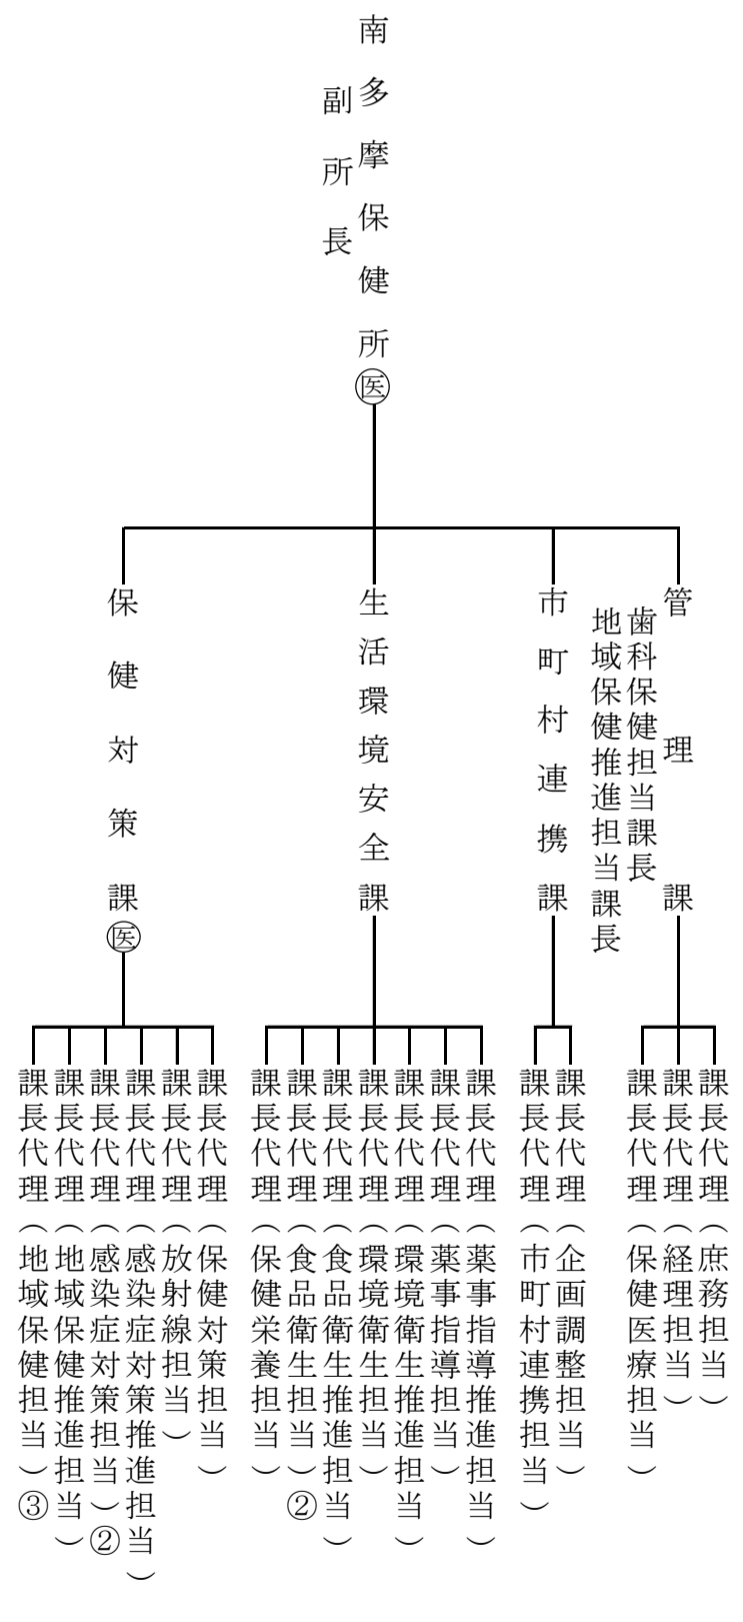 南多摩保健所㊩
副所長
管理課
歯科保健担当課長
地域保健推進担当課長
課長代理（庶務担当）
課長代理（経理担当）
課長代理（保健医療担当）
市町村連携課
課長代理（企画調整担当）
課長代理（市町村連携担当）
生活環境安全課
課長代理（薬事指導推進担当）
課長代理（薬事指導担当）
課長代理（環境衛生推進担当）
課長代理（環境衛生担当）
課長代理（食品衛生推進担当）
課長代理（食品衛生担当）②
課長代理（保健栄養担当）
保健対策課㊩
課長代理（保健対策担当）
課長代理（放射線担当）
課長代理（感染症対策推進担当）
課長代理（感染症対策担当）②
課長代理（地域保健推進担当）
課長代理（地域保健担当）③